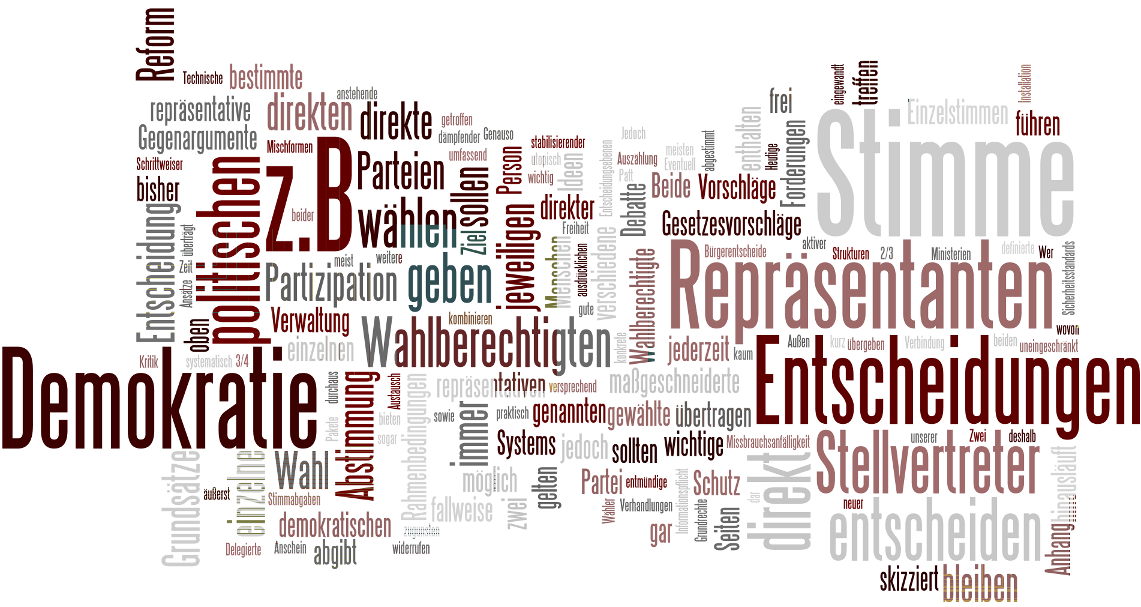 Reform
Technische
bestimmte
anstehende
repräsentative
direkten
direkte
getroffen
Gegenargumente
dämpfender
Genauso
Mischformen
z.B
Parteien
umfassend
Schrittweiser
bisher
politischen
beider
wählen
sollen
Person
stabilisierender
utopisch
wichtig
Ideen
Entscheidungsebenen
Jedoch
Auszählung
Patt
meisten
Eventuell
abgestimmt
enthalten
Heutige
frei
Forderungen
eingewandt
treffen
Einzelstimmen
Installation
führen
Stimme
Beide
Vorschläge
Debatte
Gesetzesvorschläge
direkter
Freiheit
Entscheidung
übertragt
Zeit
Ansätze
oben
meist
weitere
Ziel
Partizipation
geben
jeweiligen
Menschen
Menschen
ausdrücklichen
gute
verschiedene
Wahlberechtigte
Bürgerentscheide
aktiver
Strukturen
2/3
Ministerien
definierte
Wer
Sicherheitsstandards
Repräsentanten
Verwaltung
kombinieren
einzelnen
Wahlberechtigten
konkrete
jederzeit
kaum
Außen
kurz
übergeben
Verbindung
beiden
uneingeschränkt
wovon
Kritik
systematisch
3/4
Demokratie
durchaus
Pakete
Abstimmung
Austausch
bieten
sogar
Rahmenbedingungen
repräsentativen
versprechend
maßgeschneiderte
Entscheidungen
immer
sowie
praktisch
genannten
gewählte
übertragen
Systems
jedoch
sollten
wichtige
Missbrauchsanfälligkeit
unserer
Zwei
deshalb
Stellvertreter
Grundsätze
äußerst
einzelne
Wahl
Stimmabgaben
möglich
gelten
Partei
entmündige
Schutz
dar
direkt
hinausläuft
neuer
demokratischen
fallweise
zwei
Wähler
Verhandlungen
Informationspflicht
Grundrechte
Seiten
gar
entscheiden
Anhang
Delegierte
Anschein
abgibt
widerrufen
skizziert
bleiben